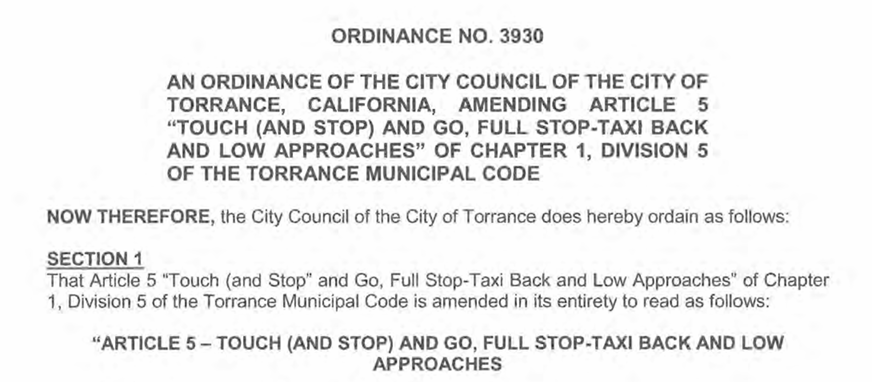 ORDINANCE NO. 3930
AN ORDINANCE OF THE CITY COUNCIL OF THE CITY OF
TORRANCE, CALIFORNIA, AMENDING ARTICLE 5
“TOUCH (AND STOP) AND GO, FULL STOP-TAXI BACK
AND LOW APPROACHES” OF CHAPTER 1, DIVISION 5
OF THE TORRANCE MUNICIPAL CODE
NOW THEREFORE, the City Council of the City of Torrance does hereby ordain as follows:
SECTION 1
That Article 5 “Touch (and Stop” and Go, Full Stop-Taxi Back and Low Approaches” of Chapter
1, Division 5 of the Torrance Municipal Code is amended in its entirety to read as follows:
“ARTICLE 5 – TOUCH (AND STOP) AND GO, FULL STOP-TAXI BACK AND LOW
APPROACHES